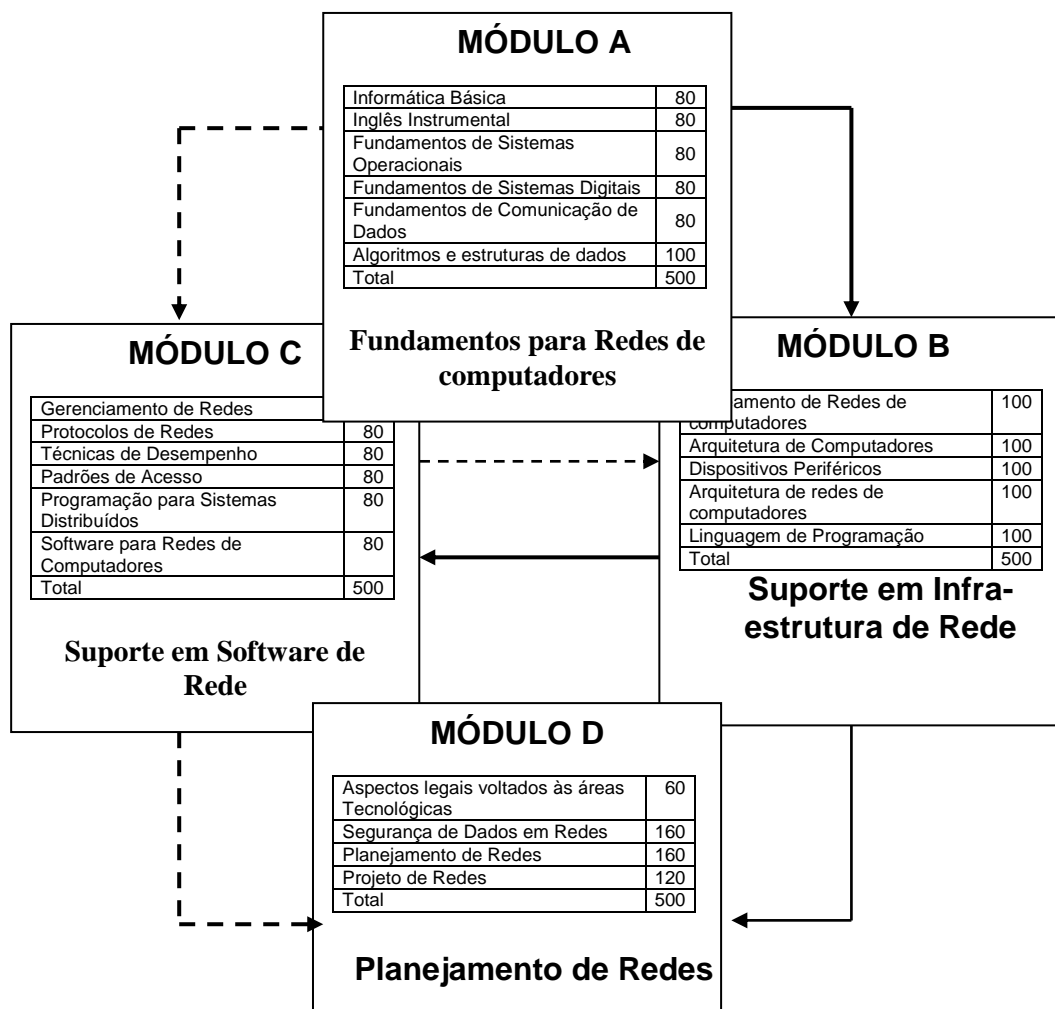 MÓDULO A
Informática Básica 80
Inglês Instrumental 80
Fundamentos de Sistemas
Operacionais 80
Fundamentos de Sistemas Digitais 80
Fundamentos de Comunicação de
Dados 80
Algoritmos e estruturas de dados 100
Total 500
Fundamentos para Redes de
computadores
MÓDULO C
Gerenciamento de Redes
Protocolos de Redes 80
Técnicas de Desempenho 80
Padrões de Acesso 80
Programação para Sistemas 80
Distribuídos
Software para Redes de 80
Computadores
Total 500
Suporte em Software de
Rede
MÓDULO B
de Redes de 100
computadores
Arquitetura de Computadores 100
Dispositivos Periféricos 100
Arquitetura de redes de 100
computadores
Linguagem de Programação 100
Total 500
Suporte em Infra-
estrutura de Rede
MÓDULO D
Aspectos legais voltados às áreas 60
Tecnológicas
Segurança de Dados em Redes 160
Planejamento de Redes 160
Projeto de Redes 120
Total 500
Planejamento de Redes